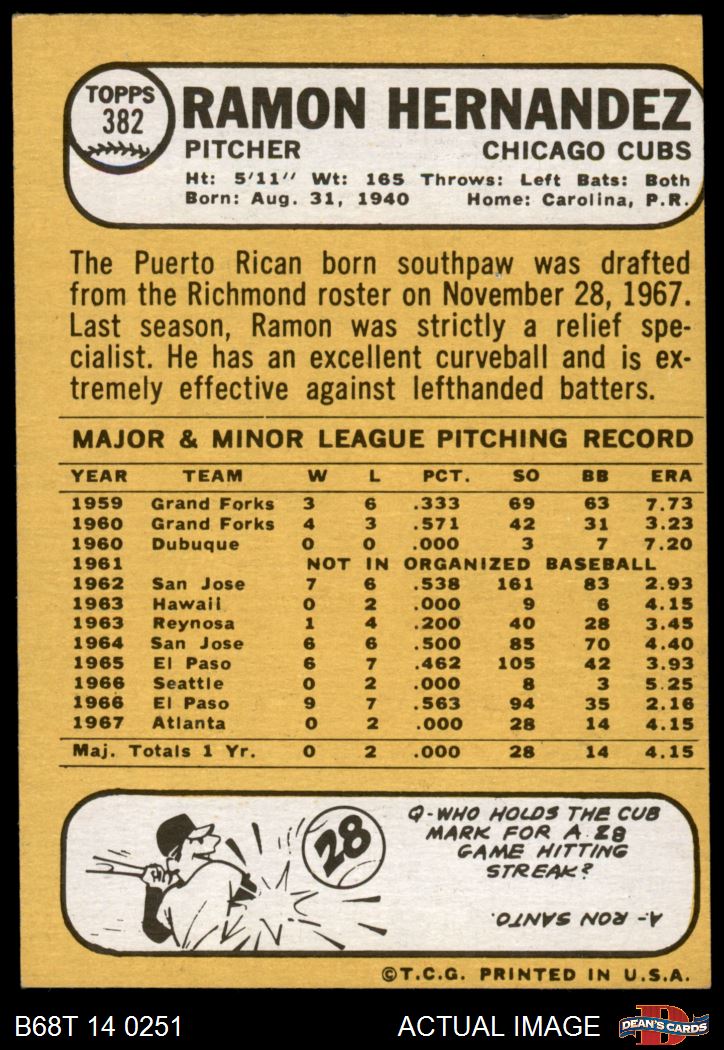 TOPPS
382
RAMON HERNANDEZ
PITCHER CHICAGO CUBS
Ht: 5'11" Wt: 165 Throws: Left Bats: Both
Born: Aug. 31, 1940 Home: Carolina, P.R.
The Puerto Rican born southpaw was drafted
from the Richmond roster on November 28, 1967.
Last season, Ramon was strictly a relief spe-
cialist. He has an excellent curveball and is ex-
tremely effective against lefthanded batters.
MAJOR & MINOR LEAGUE PITCHING RECORD
YEAR TEAM W L PCT. SO BB ERA
1959 Grand Forks 3 6 .333 69 63 7.73
1960 Grand Forks 4 3 .571 42 31 3.23
1960 Dubuque 0 0 .000 3 7 7.20
1961 NOT IN ORGANIZED BASEBALL
1962 San Jose 7 6 .538 161 83 2.93
1963 Hawaii 0 2 .000 9 6 4.15
1963 Reynosa 1 4 .200 40 28 3.45
1964 San Jose 6 6 .500 85 70 4.40
1965 El Paso 6 7 .462 105 42 3.93
1966 Seattle 0 2 .000 8 3 5.25
1966 El Paso 9 7 .563 94 35 2.16
1967 Atlanta 0 2 .000 28 14 4.15
Maj. Totals 1 Yr. 0 2 .000 28 14 4.15
28
Q-WHO HOLDS THE CUB
MARK FOR A 28
GAME HITTING
STREAK?
A- RON SANTO.
©T.C.G. PRINTED IN U.S.A.
B68T 14 0251 ACTUAL IMAGE
D
DEAN'S CARDS